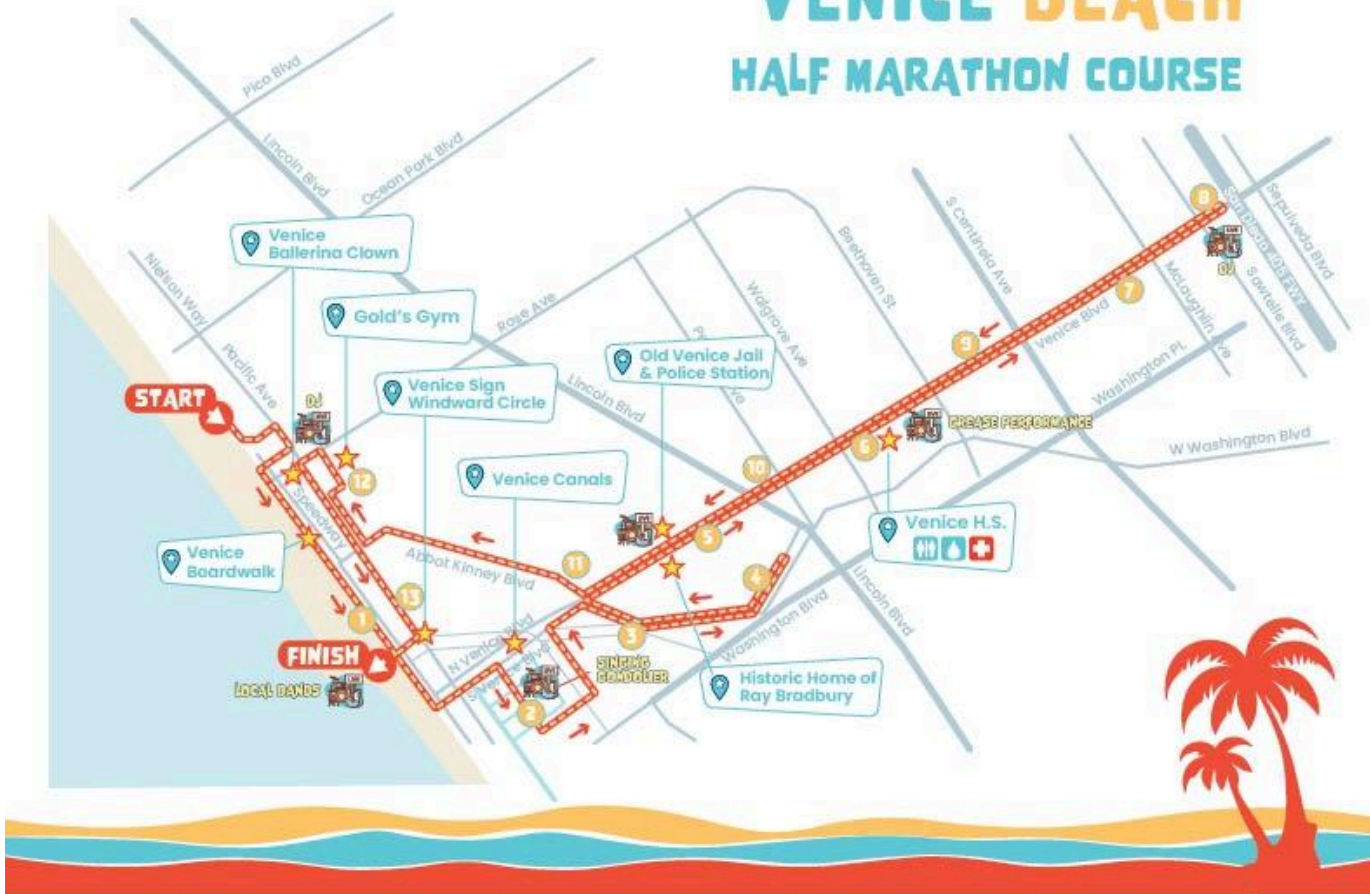 VENICE BEACH
HALF MARATHON COURSE
Pico Blvd
Lincoln Blvd
Ocean Park Blvd
Venice
Ballerina Clown
Nielson Way
Gold's Gym
Rose Ave
Pacific Ave
START
DJ
Venice Sign
Windward Circle
Lincoln Blvd
Old Venice Jail
& Police Station
Walgrove Ave
Beethoven St
S Centinela Ave
8
San Diego
Sepulveda Blvd
DJ
S Sawtelle Blvd
McLaughlin Ave
7
Venice Blvd
9
Washington PL
W Washington Blvd
GREASE PERFORMANCE
6
10
Venice H.S.
12
Speedway
Venice Canals
5
Venice
Boardwalk
Abbot Kinney Blvd
11
4
Lincoln Blvd
1
13
3
Washington Blvd
N Venice Blvd
FINISH
SINGING
GONDOLIER
LOCAL BANDS
2
Historic Home of
Ray Bradbury